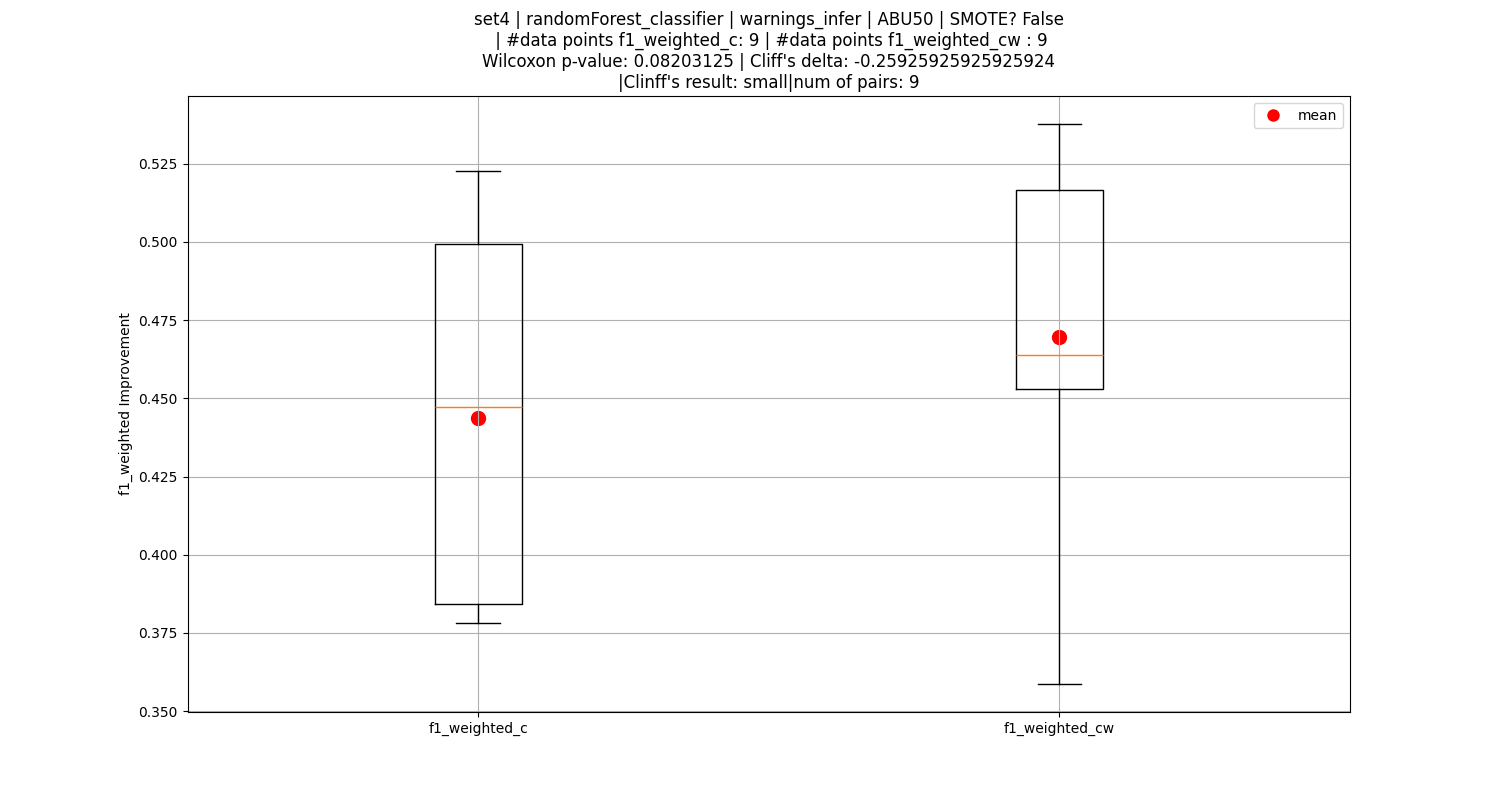 set4 | randomForest_classifier | warnings_infer | ABU50 | SMOTE? False
| #data points f1_weighted_c: 9 | #data points f1_weighted_cw : 9
Wilcoxon p-value: 0.08203125 | Cliff's delta: -0.25925925925925924
|Clinff's result: small|num of pairs: 9
mean
0.525
0.500
0.475
0.450
0.425
0.400
0.375
0.350
f1_weighted Improvement
f1_weighted_c
f1_weighted_cw